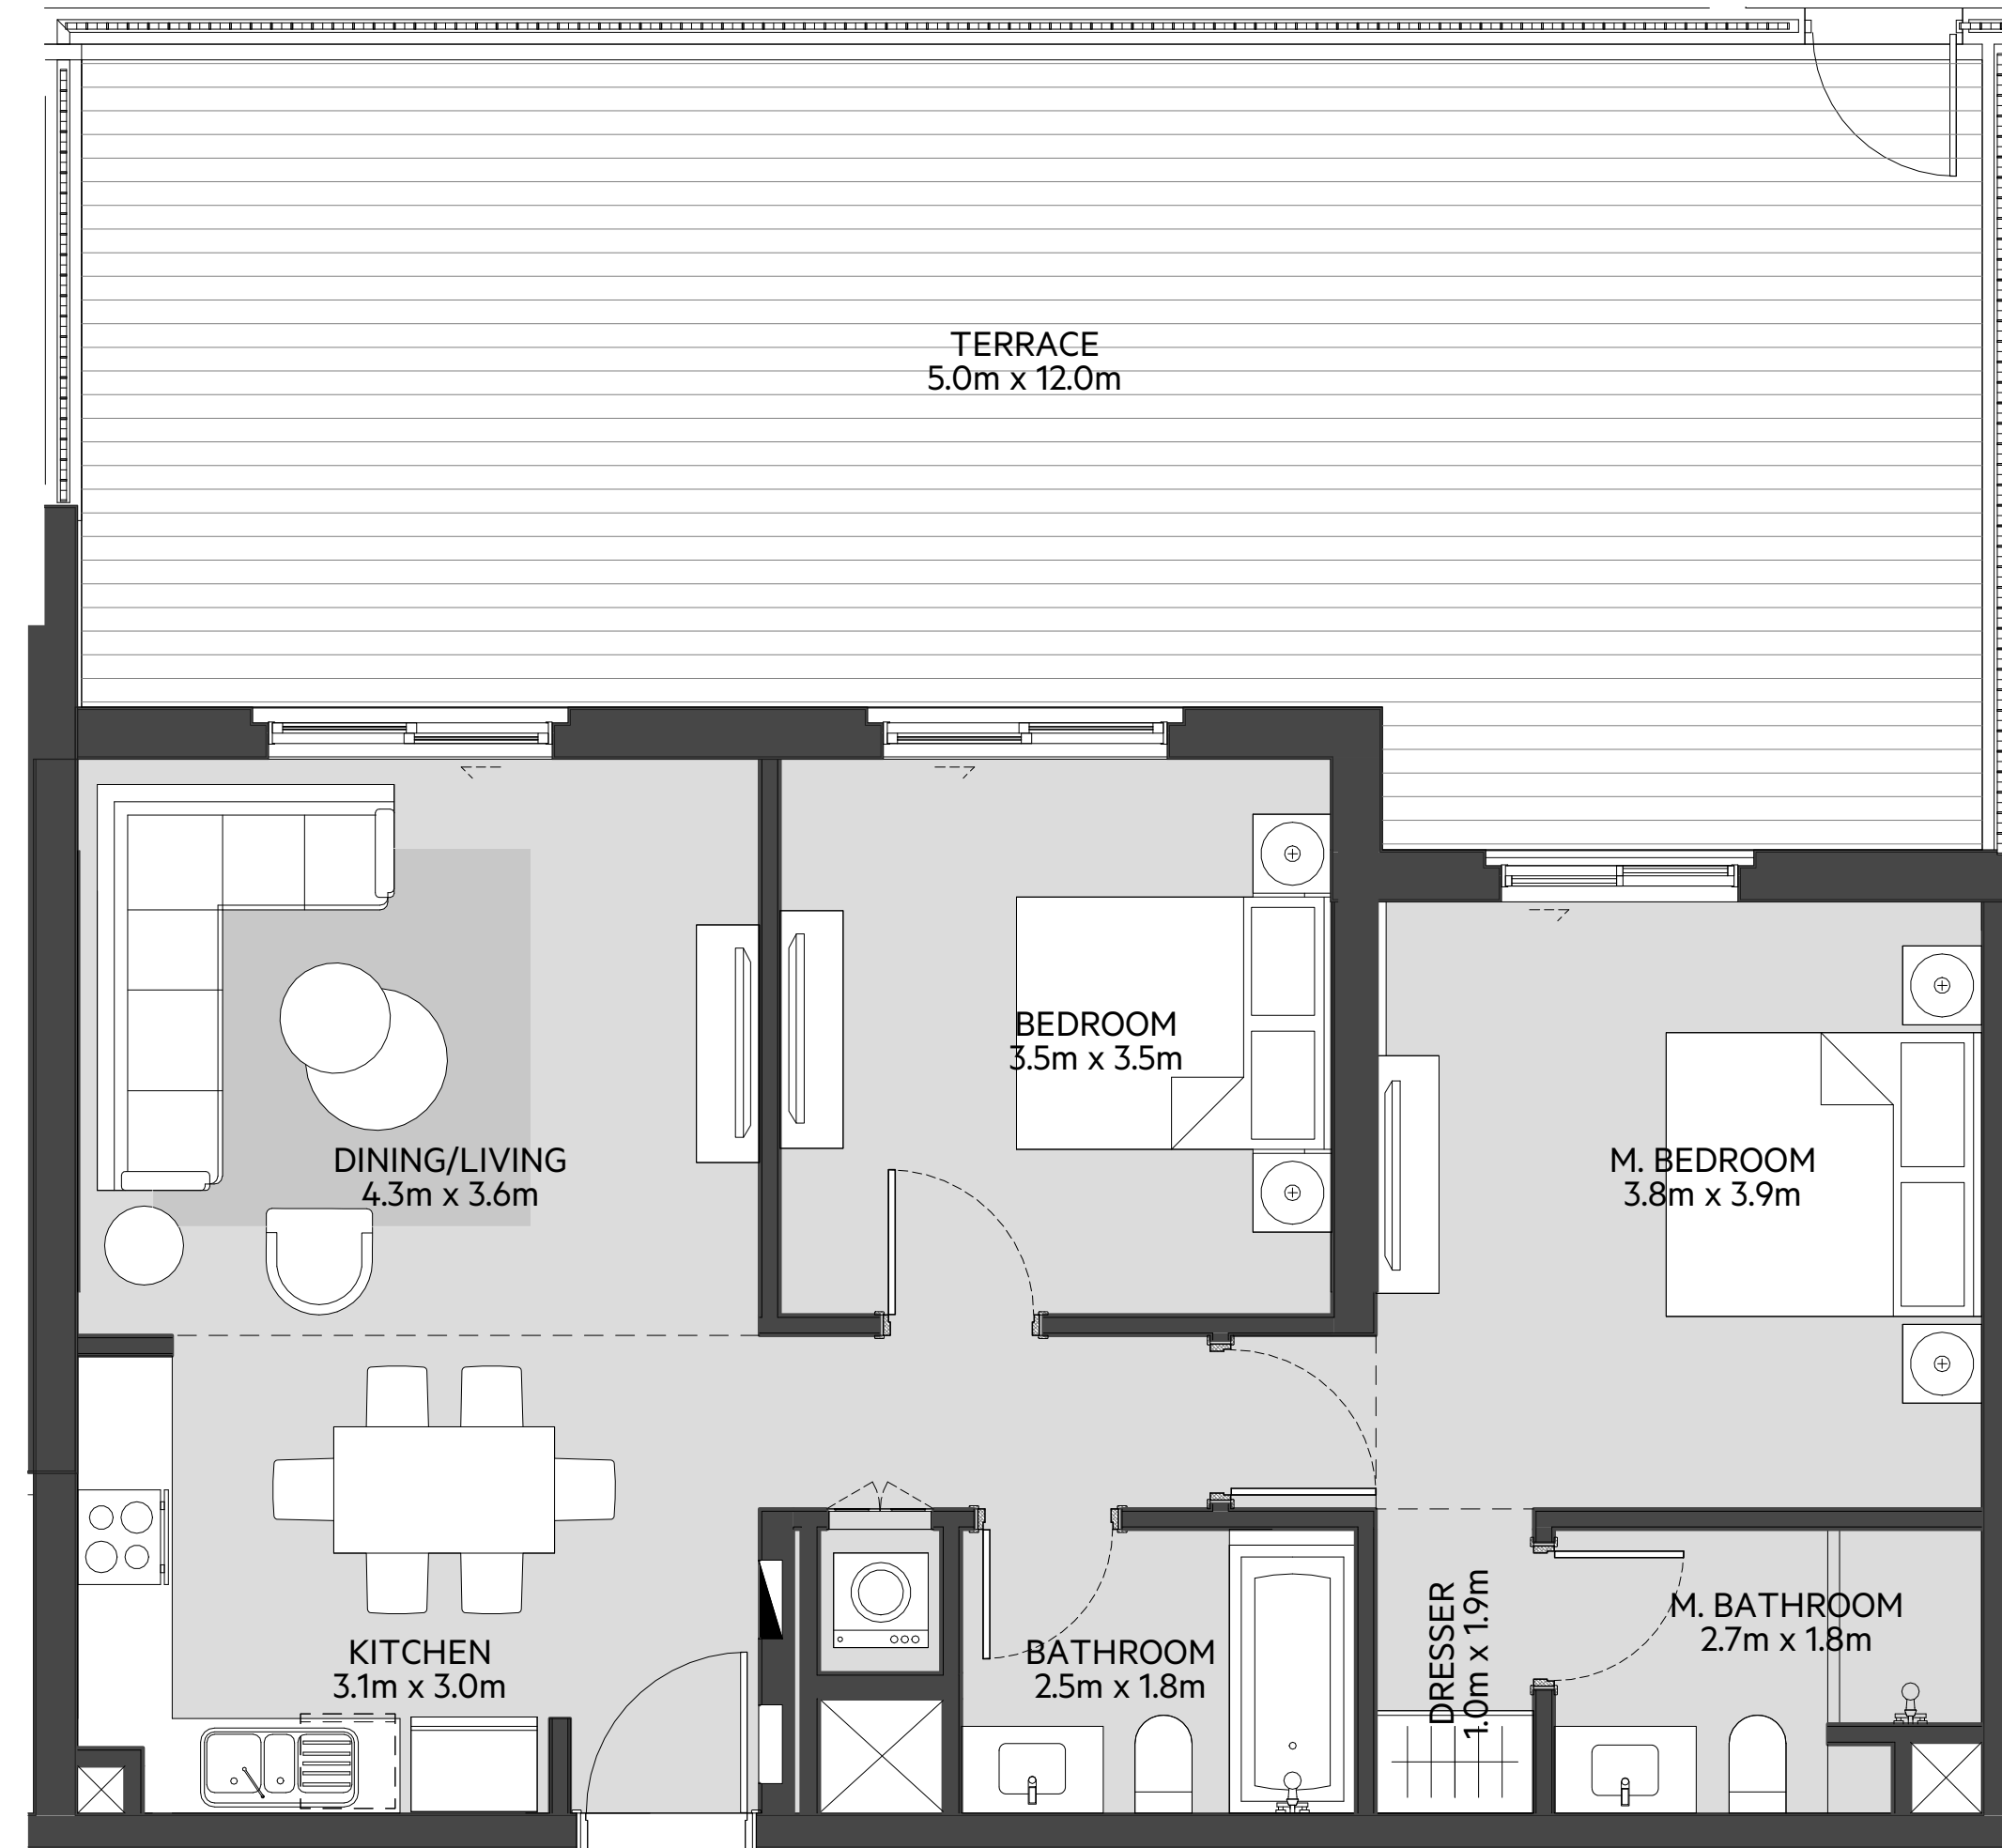 TERRACE
5.0m x 12.0m
BEDROOM
3.5m x 3.5m
DINING/LIVING
4.3m x 3.6m
M. BEDROOM
3.8m x 3.9m
KITCHEN
3.1m x 3.0m
BATHROOM
2.5m x 1.8m
DRESSER
1.0m x 1.9m
M. BATHROOM
2.7m x 1.8m